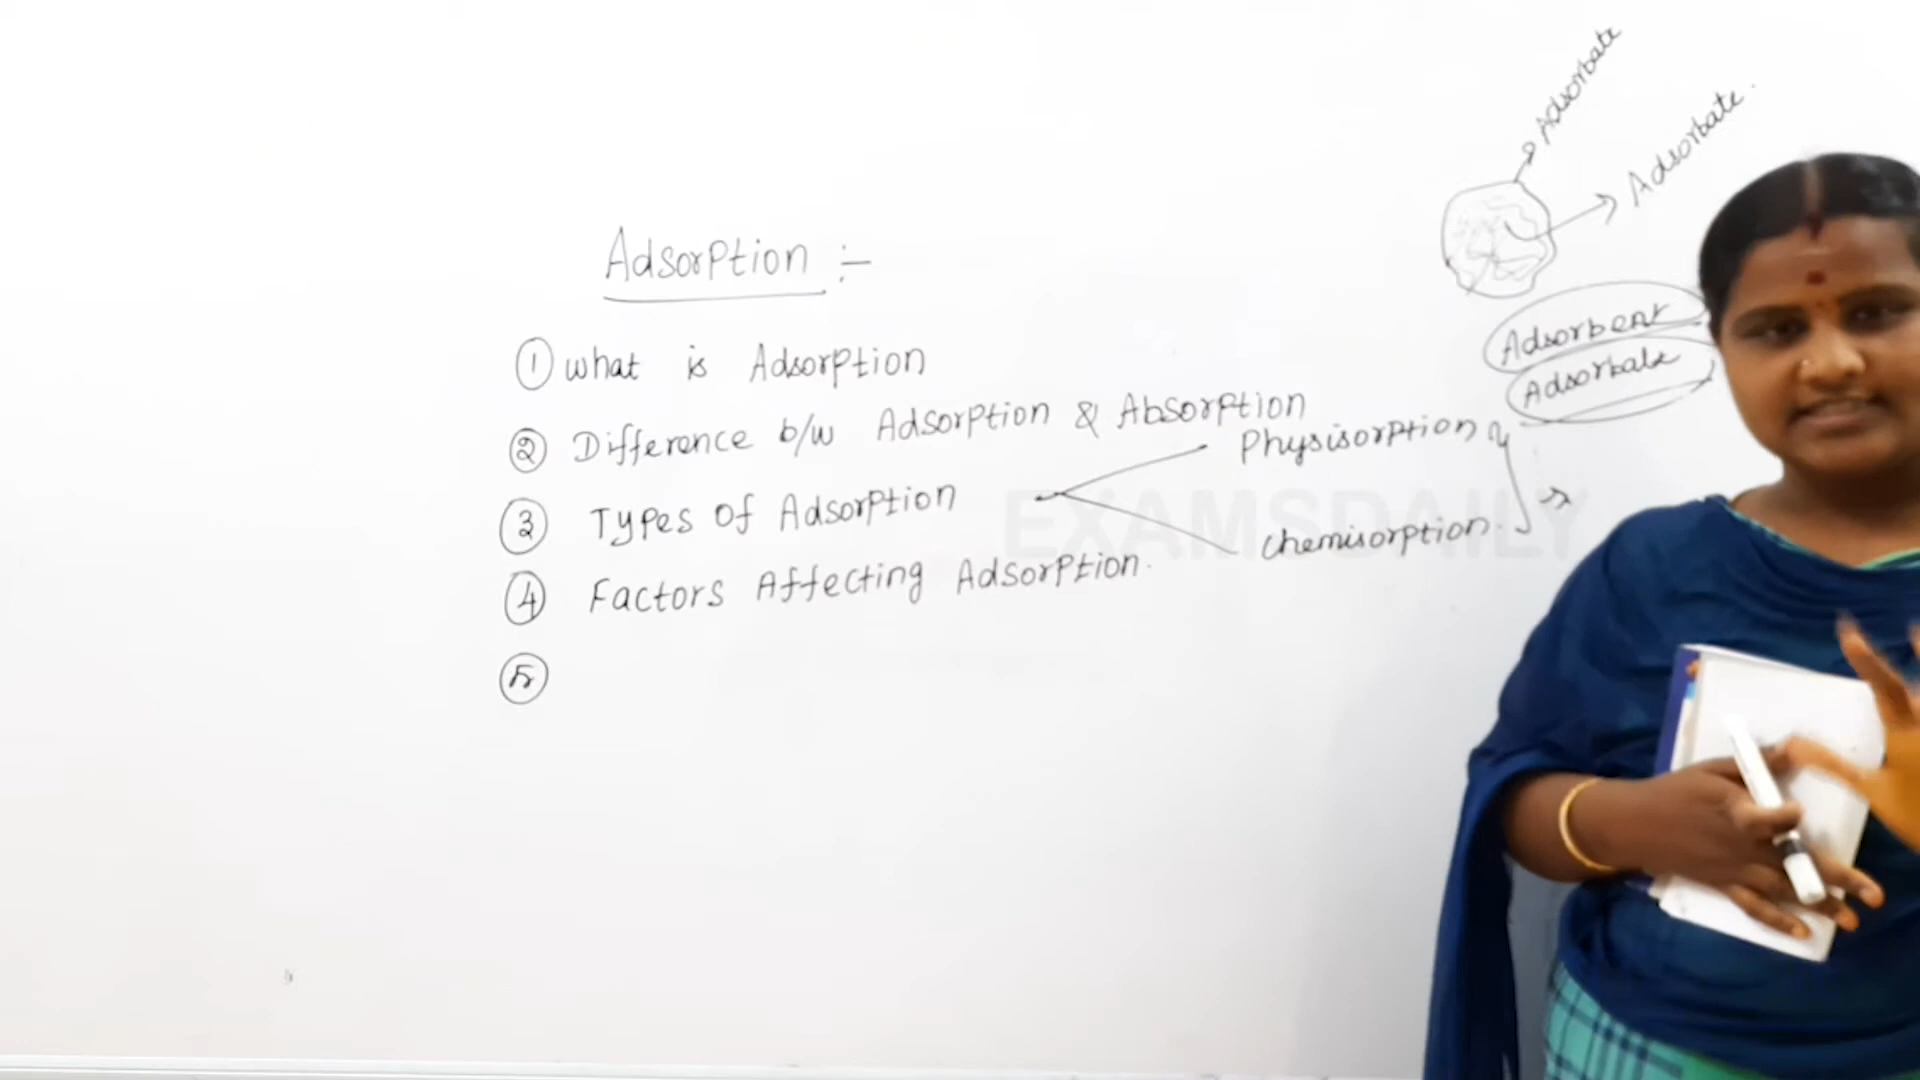 Adsorbate
Adsorbate.
Adsorption :-
Adsorbent
Adsorbate
① what is Adsorption
② Difference b/w Adsorption & Absorption
③ Types of Adsorption
Physisorption
chemisorption.
④ Factors Affecting Adsorption.
⑤
EXAMSDAILY